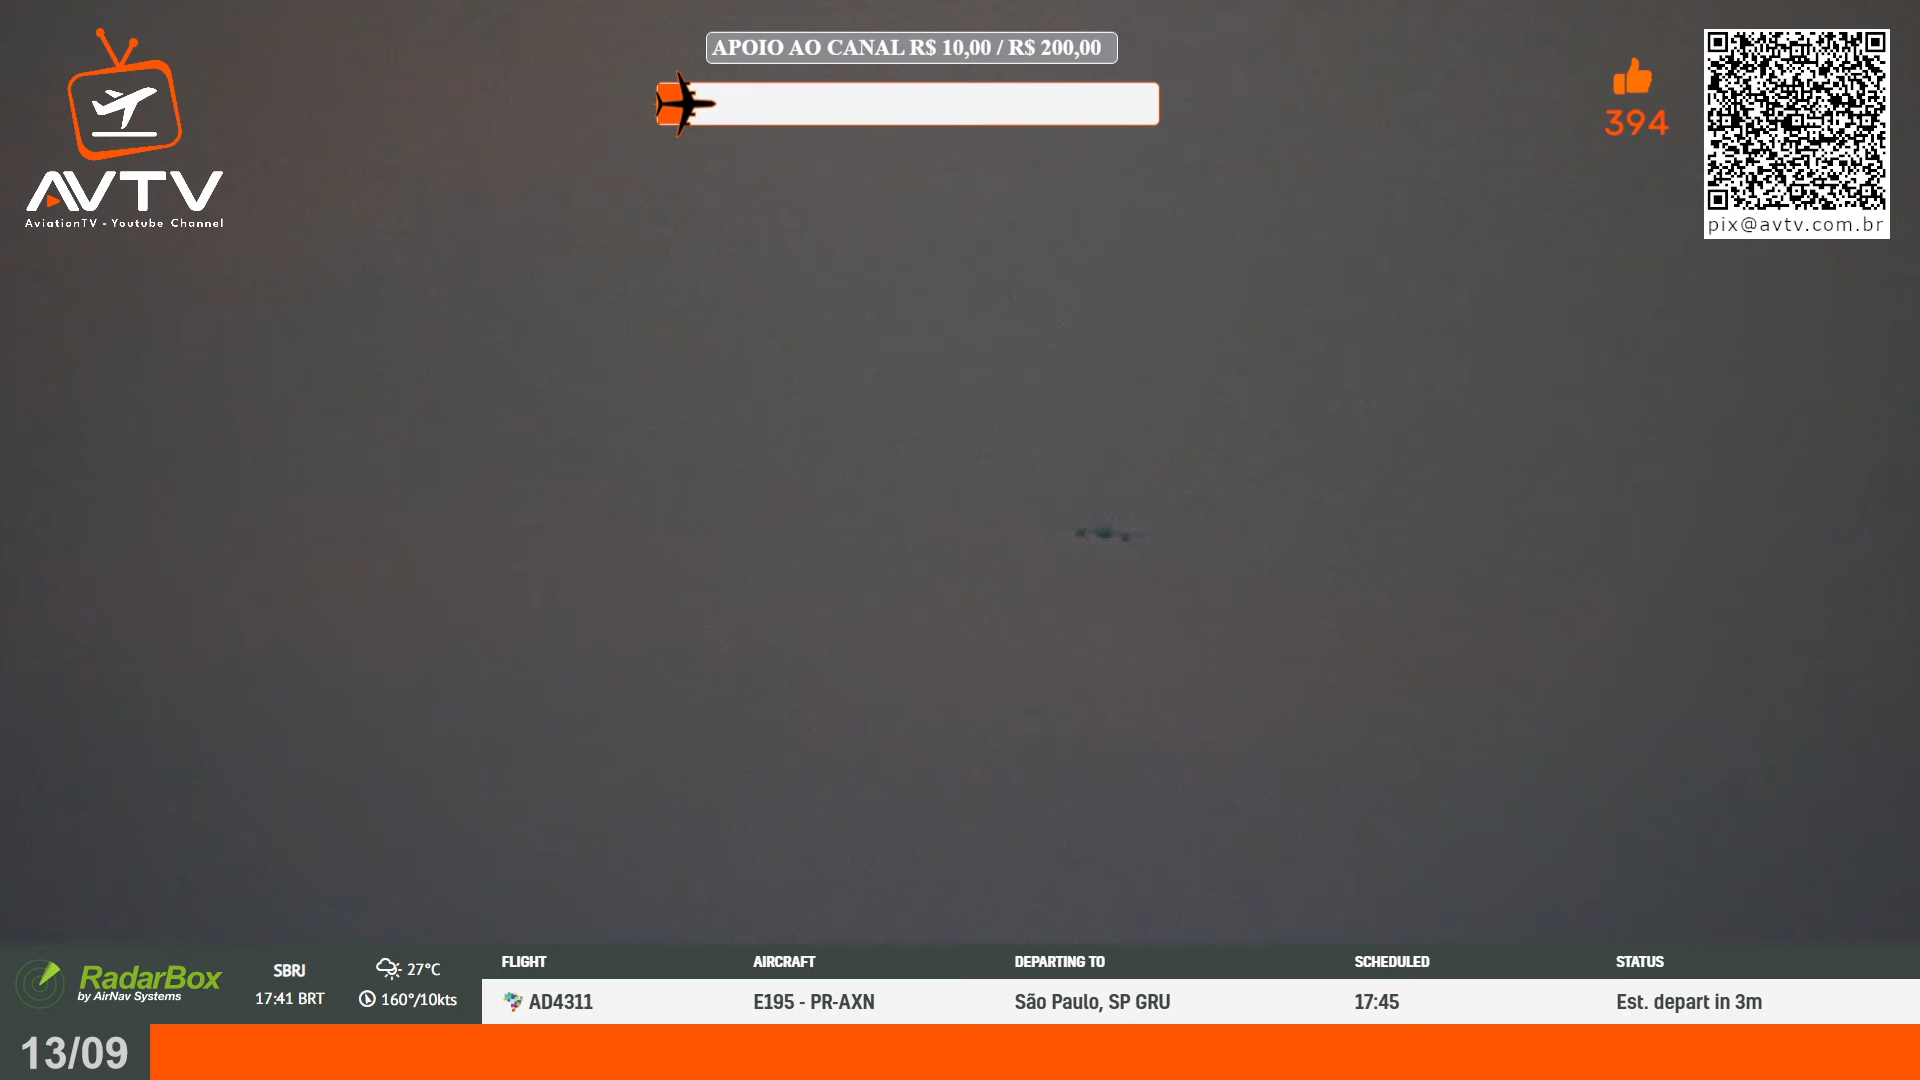 APOIO AO CANAL R$ 10,00 / R$ 200,00
394
AVTV
AviationTV - Youtube Channel
pix@avtv.com.br
RadarBox
by AirNav Systems
SBRJ
17:41 BRT
27°C
160°/10kts
FLIGHT AIRCRAFT DEPARTING TO SCHEDULED STATUS
AD4311 E195 - PR-AXN São Paulo, SP GRU 17:45 Est. depart in 3m
13/09